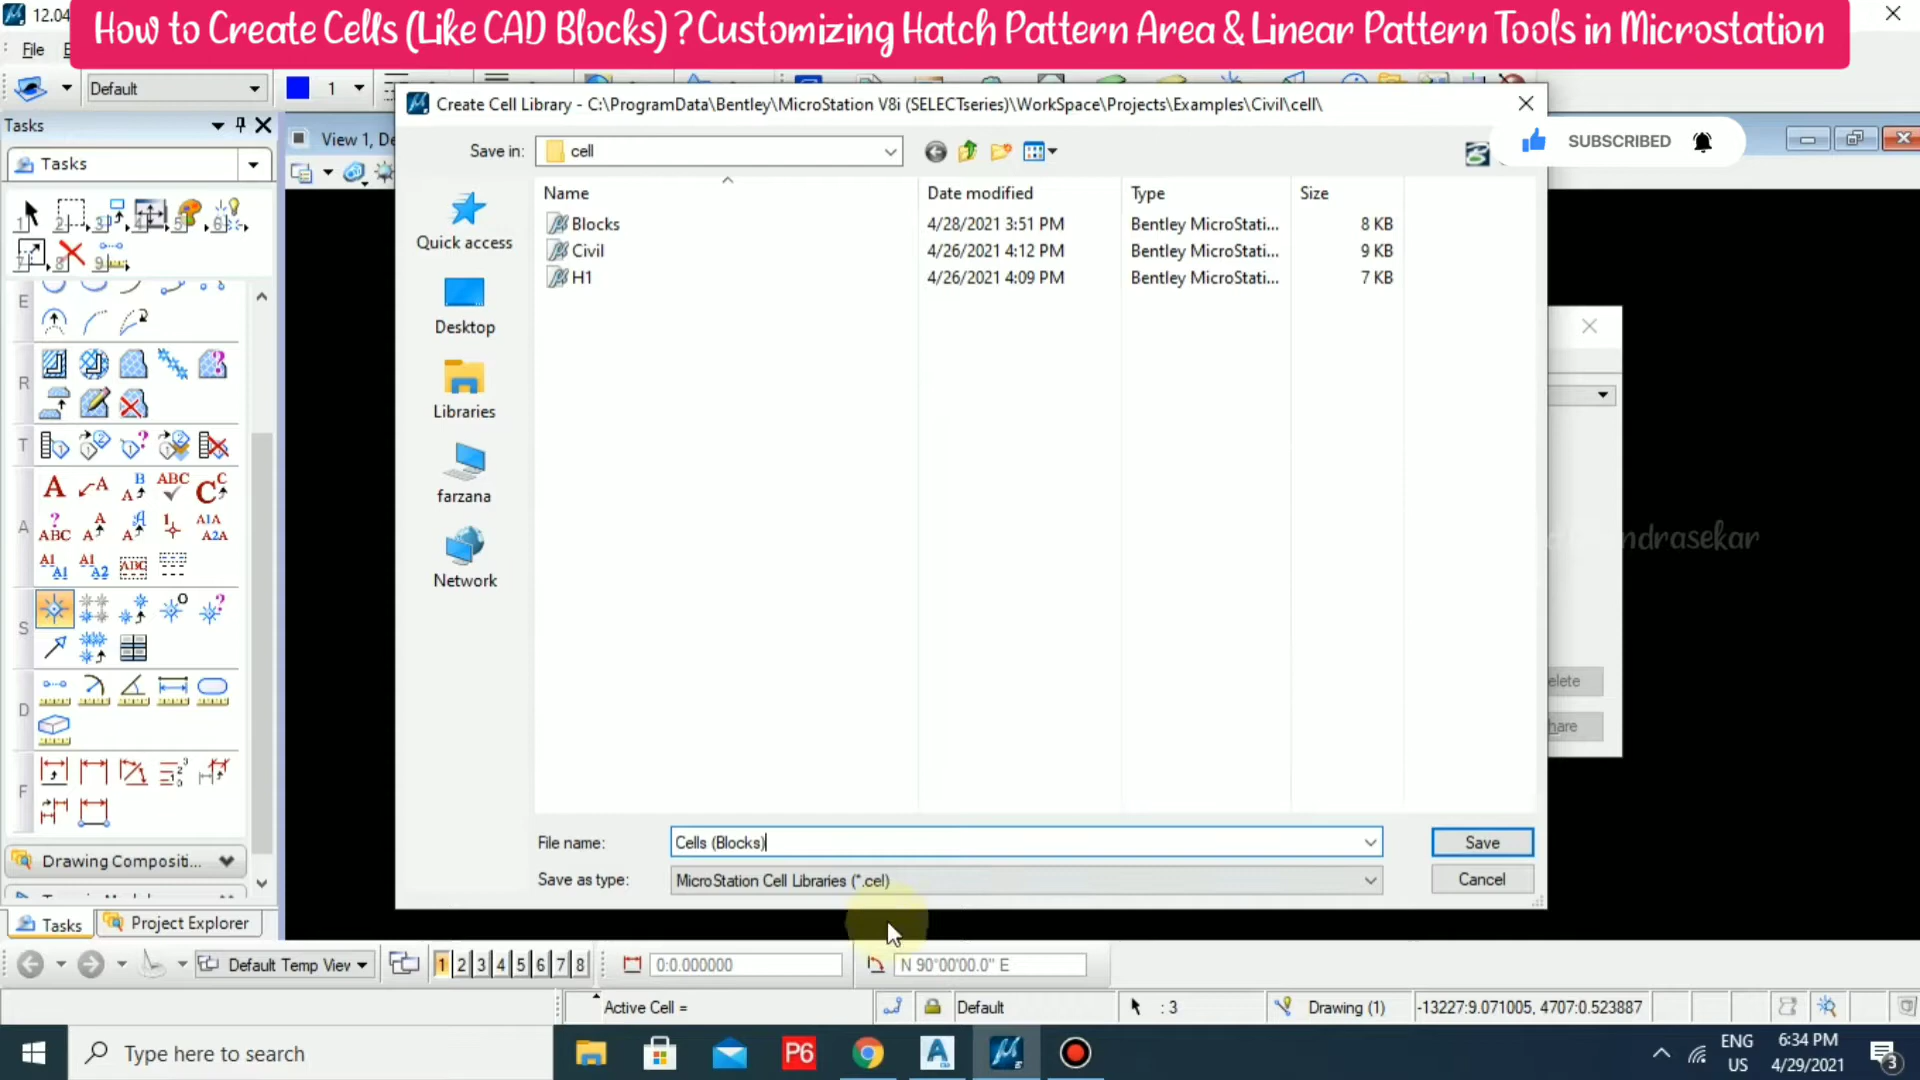 How to Create Cells (Like CAD Blocks) ? Customizing Hatch Pattern Area & Linear Pattern Tools in Microstation
12.04
File
Default
1
Create Cell Library - C:\ProgramData\Bentley\MicroStation V8i (SELECTseries)\WorkSpace\Projects\Examples\Civil\cell\
Tasks
View 1, De
Save in:
cell
SUBSCRIBED
Tasks
Name
Date modified
Type
Size
Blocks
4/28/2021 3:51 PM
Bentley MicroStati...
8 KB
Civil
4/26/2021 4:12 PM
Bentley MicroStati...
9 KB
H1
4/26/2021 4:09 PM
Bentley MicroStati...
7 KB
Quick access
Desktop
Libraries
farzana
Network
E
R
T
A
S
D
F
ndrasekar
elete
hare
File name:
Cells (Blocks)
Save
Save as type:
MicroStation Cell Libraries (*.cel)
Cancel
Drawing Compositi...
Tasks
Project Explorer
Default Temp View
1 2 3 4 5 6 7 8
0:0.000000
N 90°00'00.0" E
Active Cell =
Default
: 3
Drawing (1)
-13227:9.071005, 4707:0.523887
Type here to search
P6
ENG
US
6:34 PM
4/29/2021
3